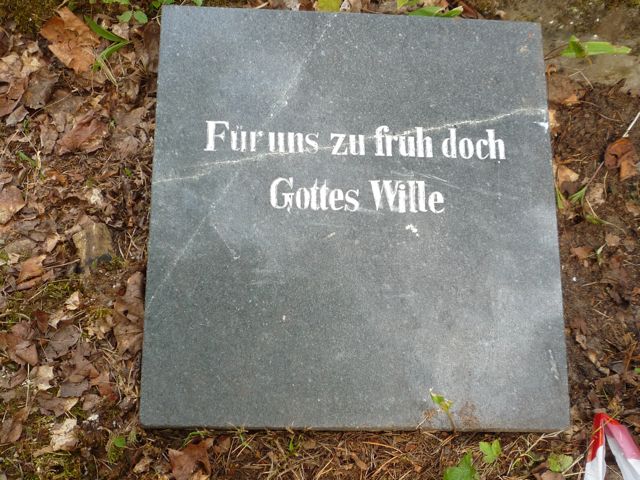 Für uns zu früh doch
Gottes Wille